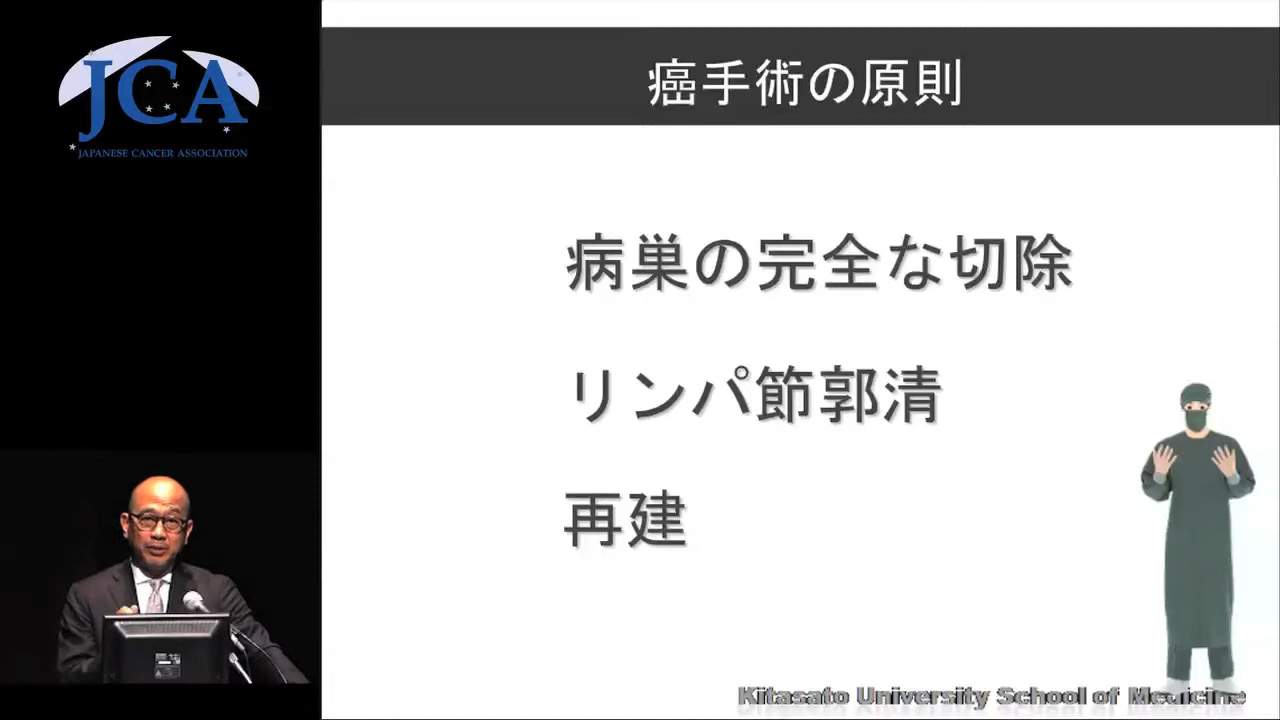 JCA
JAPANESE CANCER ASSOCIATION
癌手術の原則
病巣の完全な切除
リンパ節郭清
再建
Kitasato University School of Medicine